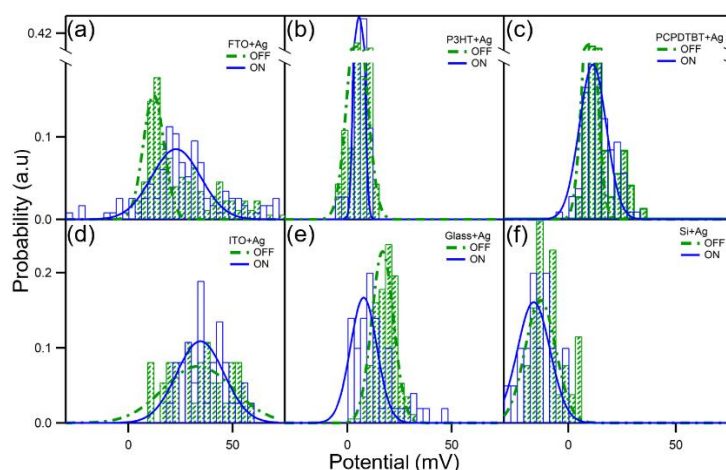 0.42
(a)
FTO+Ag
OFF
ON
(b)
P3HT+Ag
OFF
ON
(c)
PCPDTBT+Ag
OFF
ON
0.1
0.0
(d)
ITO+Ag
OFF
ON
(e)
Glass+Ag
OFF
ON
(f)
Si+Ag
OFF
ON
0.2
0.1
0.0
Probability (a.u)
0 50 0 50 0 50
Potential (mV)